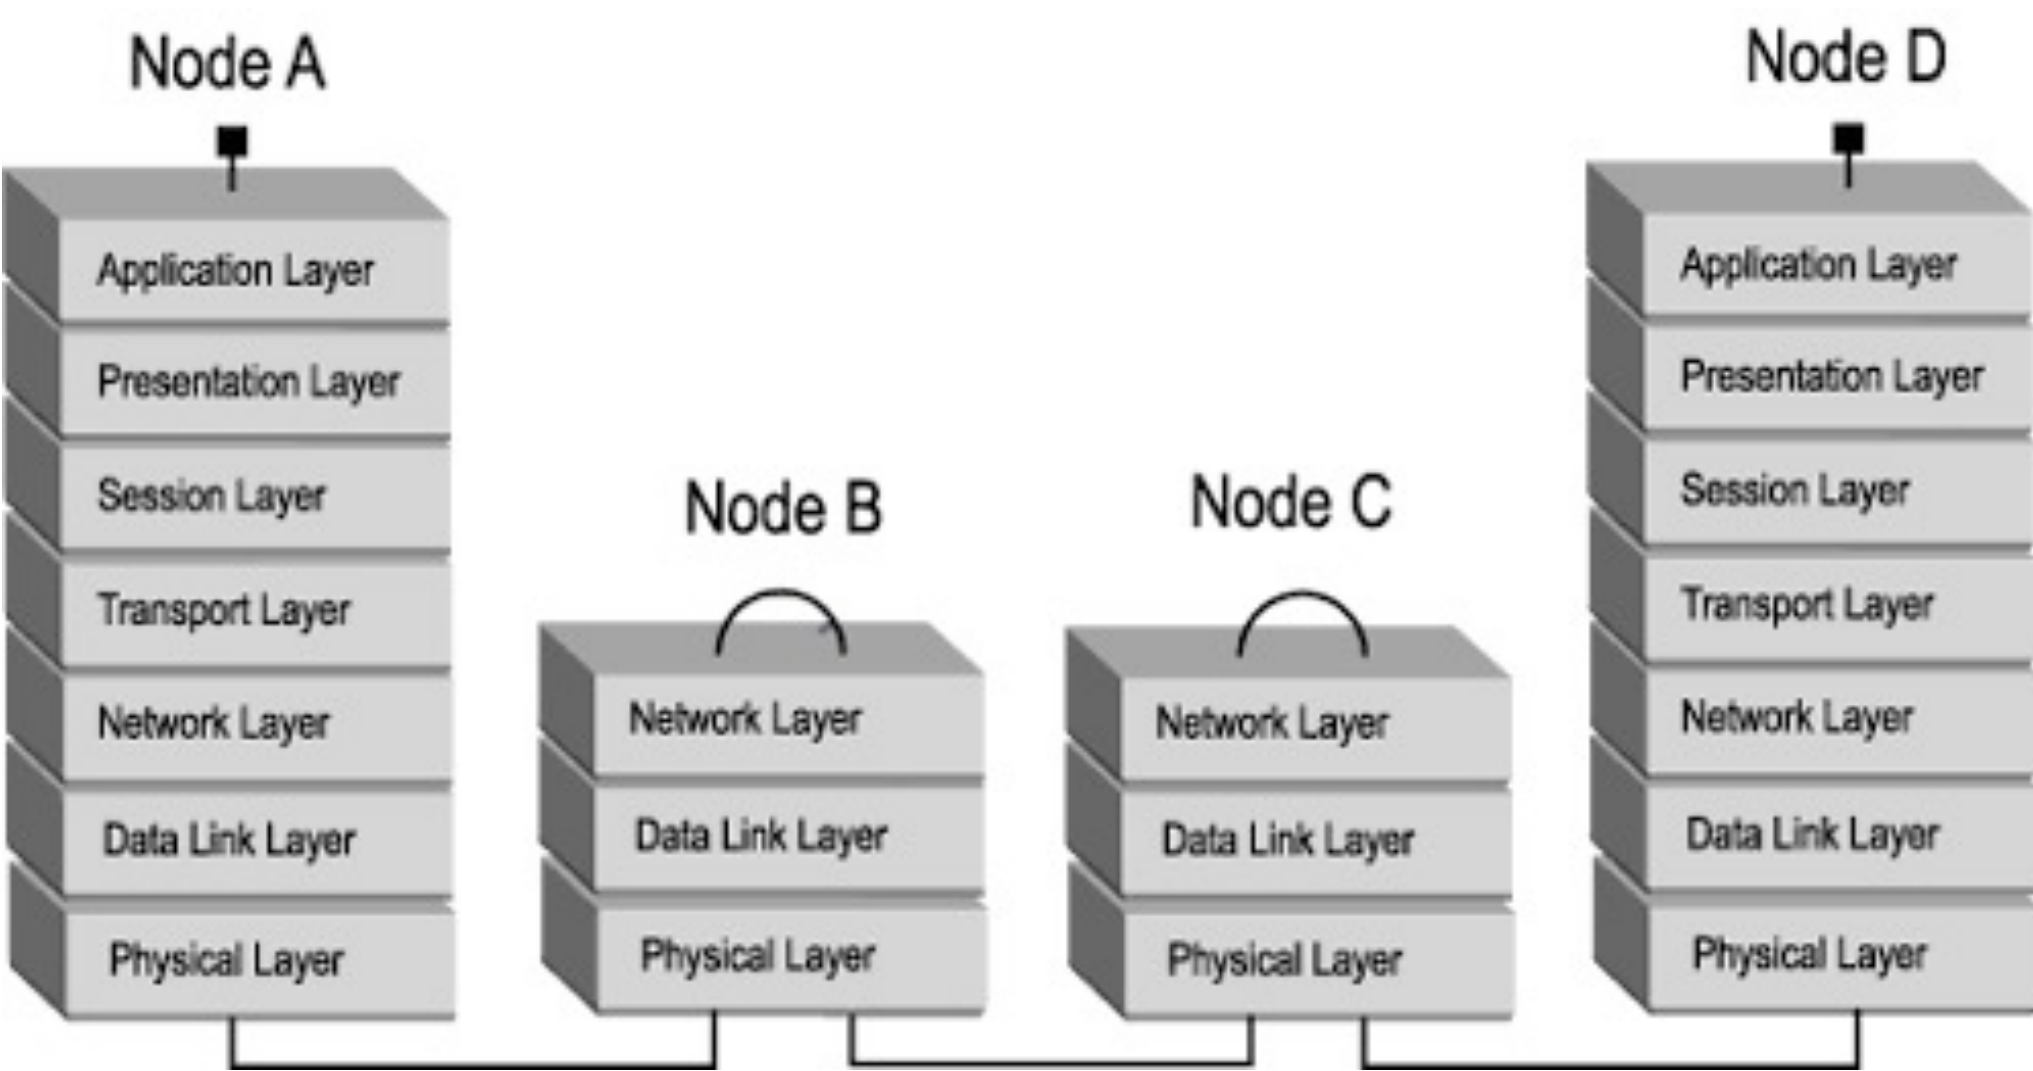 Node A
Application Layer
Presentation Layer
Session Layer
Transport Layer
Network Layer
Data Link Layer
Physical Layer
Node B
Network Layer
Data Link Layer
Physical Layer
Node C
Network Layer
Data Link Layer
Physical Layer
Node D
Application Layer
Presentation Layer
Session Layer
Transport Layer
Network Layer
Data Link Layer
Physical Layer